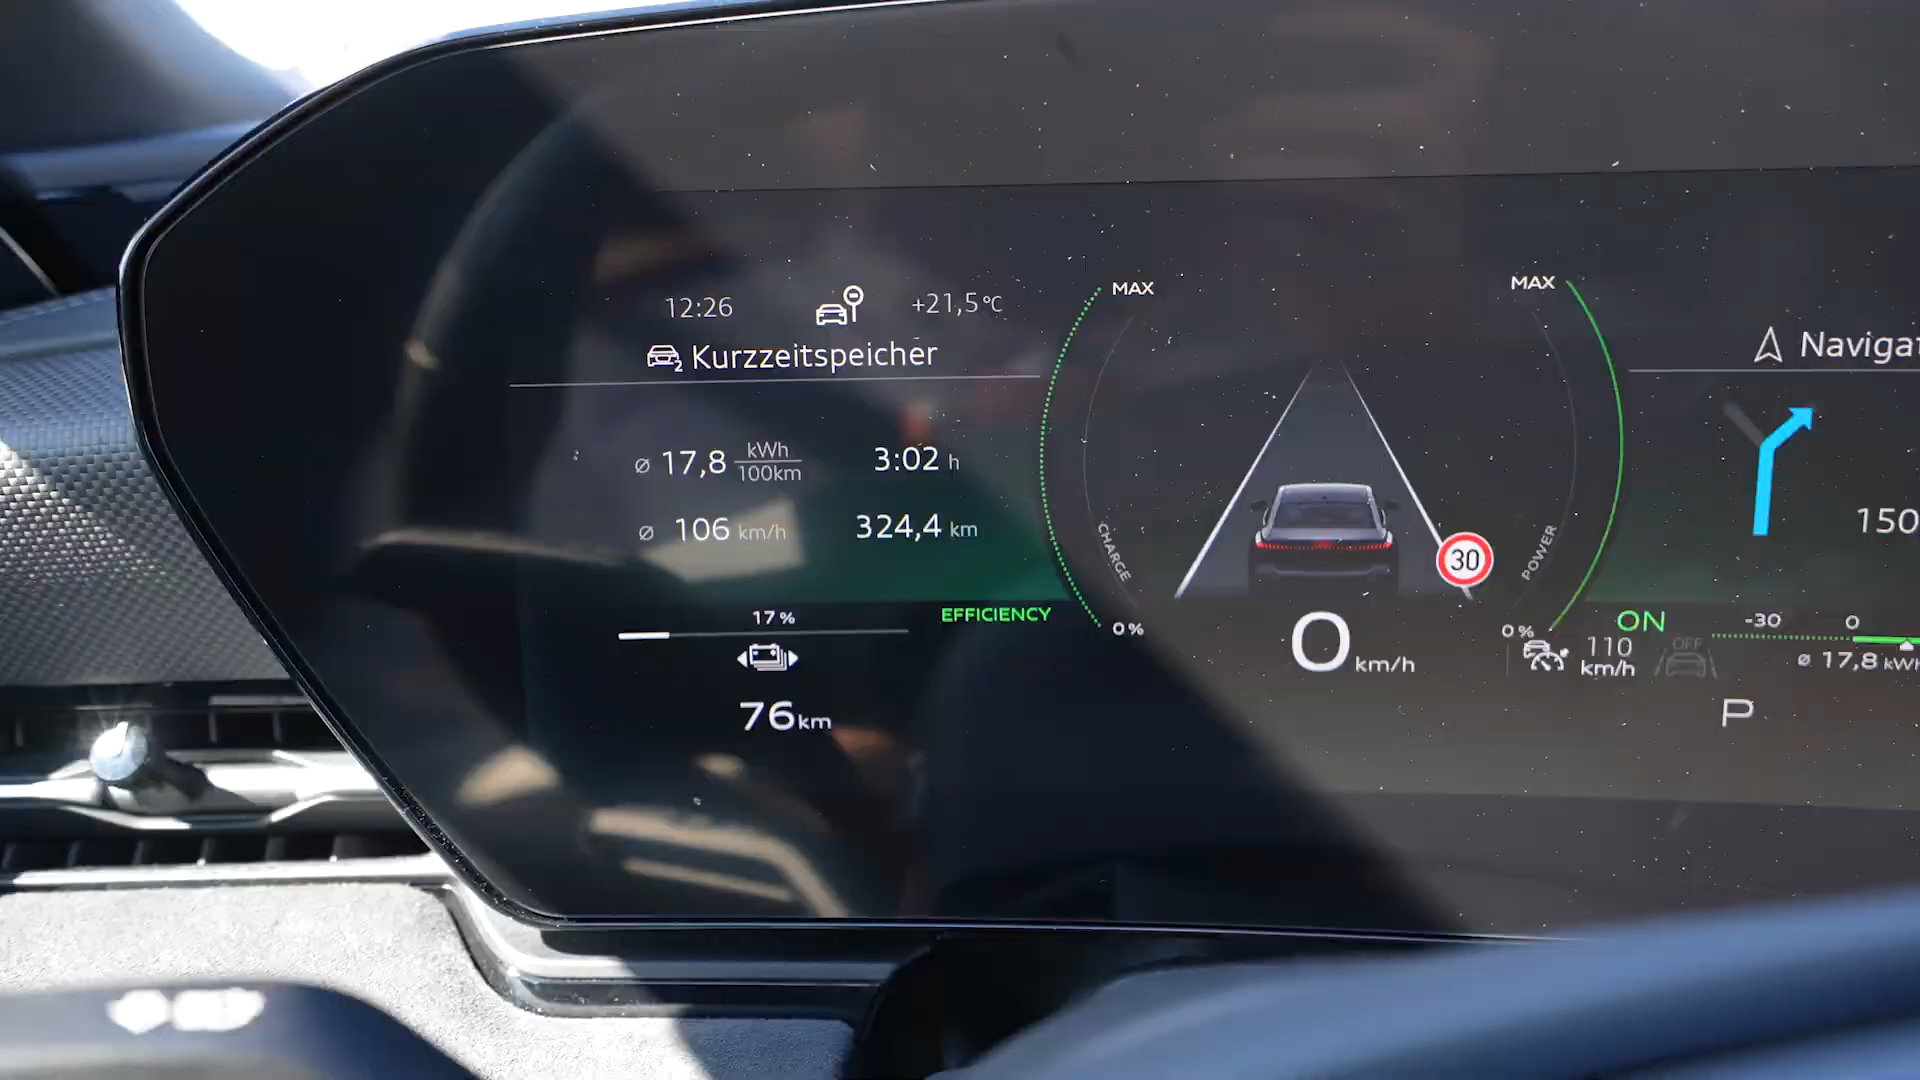 12:26 +21,5°C
2 Kurzzeitspeicher
ø 17,8 kWh/100km 3:02 h
ø 106 km/h 324,4 km
17 %
EFFICIENCY
76 km
MAX
MAX
CHARGE
POWER
30
0 %
0 %
0 km/h
110 km/h
OFF
ON
-30 0
ø 17,8
P
150